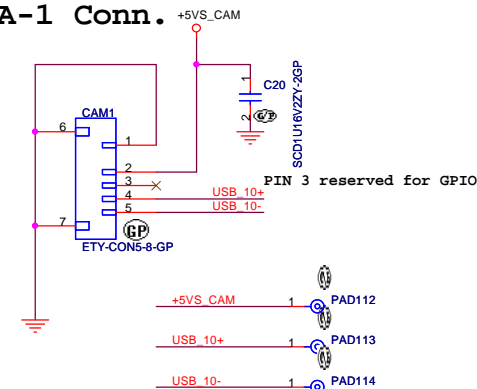 A-1 Conn.
+5VS_CAM
CAM1
C20
1
2
SCD1U16V2ZY-2GP
GP
6
1
2
3
4
5
7
PIN 3 reserved for GPIO
USB_10+
USB_10-
GP
ETY-CON5-8-GP
+5VS_CAM
1
PAD112
USB_10+
1
PAD113
USB_10-
1
PAD114